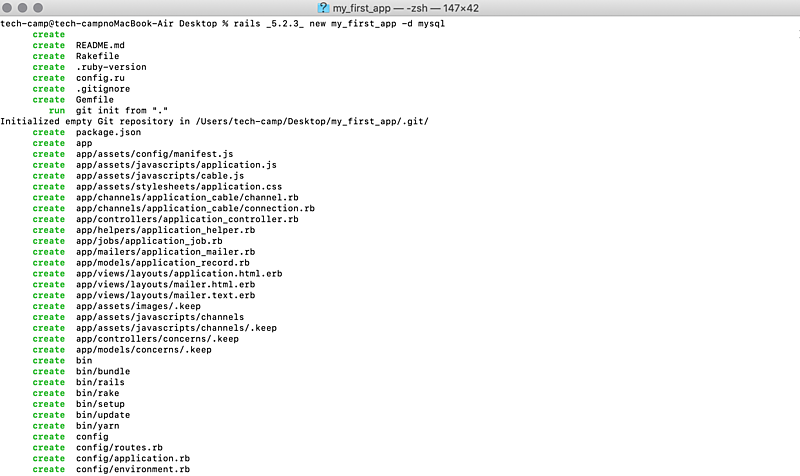 my_first_app — -zsh — 147×42
tech-camp@tech-campnoMacBook-Air Desktop % rails _5.2.3_ new my_first_app -d mysql
create
create README.md
create Rakefile
create .ruby-version
create config.ru
create .gitignore
create Gemfile
run git init from "."
Initialized empty Git repository in /Users/tech-camp/Desktop/my_first_app/.git/
create package.json
create app
create app/assets/config/manifest.js
create app/assets/javascripts/application.js
create app/assets/javascripts/cable.js
create app/assets/stylesheets/application.css
create app/channels/application_cable/channel.rb
create app/channels/application_cable/connection.rb
create app/controllers/application_controller.rb
create app/helpers/application_helper.rb
create app/jobs/application_job.rb
create app/mailers/application_mailer.rb
create app/models/application_record.rb
create app/views/layouts/application.html.erb
create app/views/layouts/mailer.html.erb
create app/views/layouts/mailer.text.erb
create app/assets/images/.keep
create app/assets/javascripts/channels
create app/assets/javascripts/channels/.keep
create app/controllers/concerns/.keep
create app/models/concerns/.keep
create bin
create bin/bundle
create bin/rails
create bin/rake
create bin/setup
create bin/update
create bin/yarn
create config
create config/routes.rb
create config/application.rb
create config/environment.rb